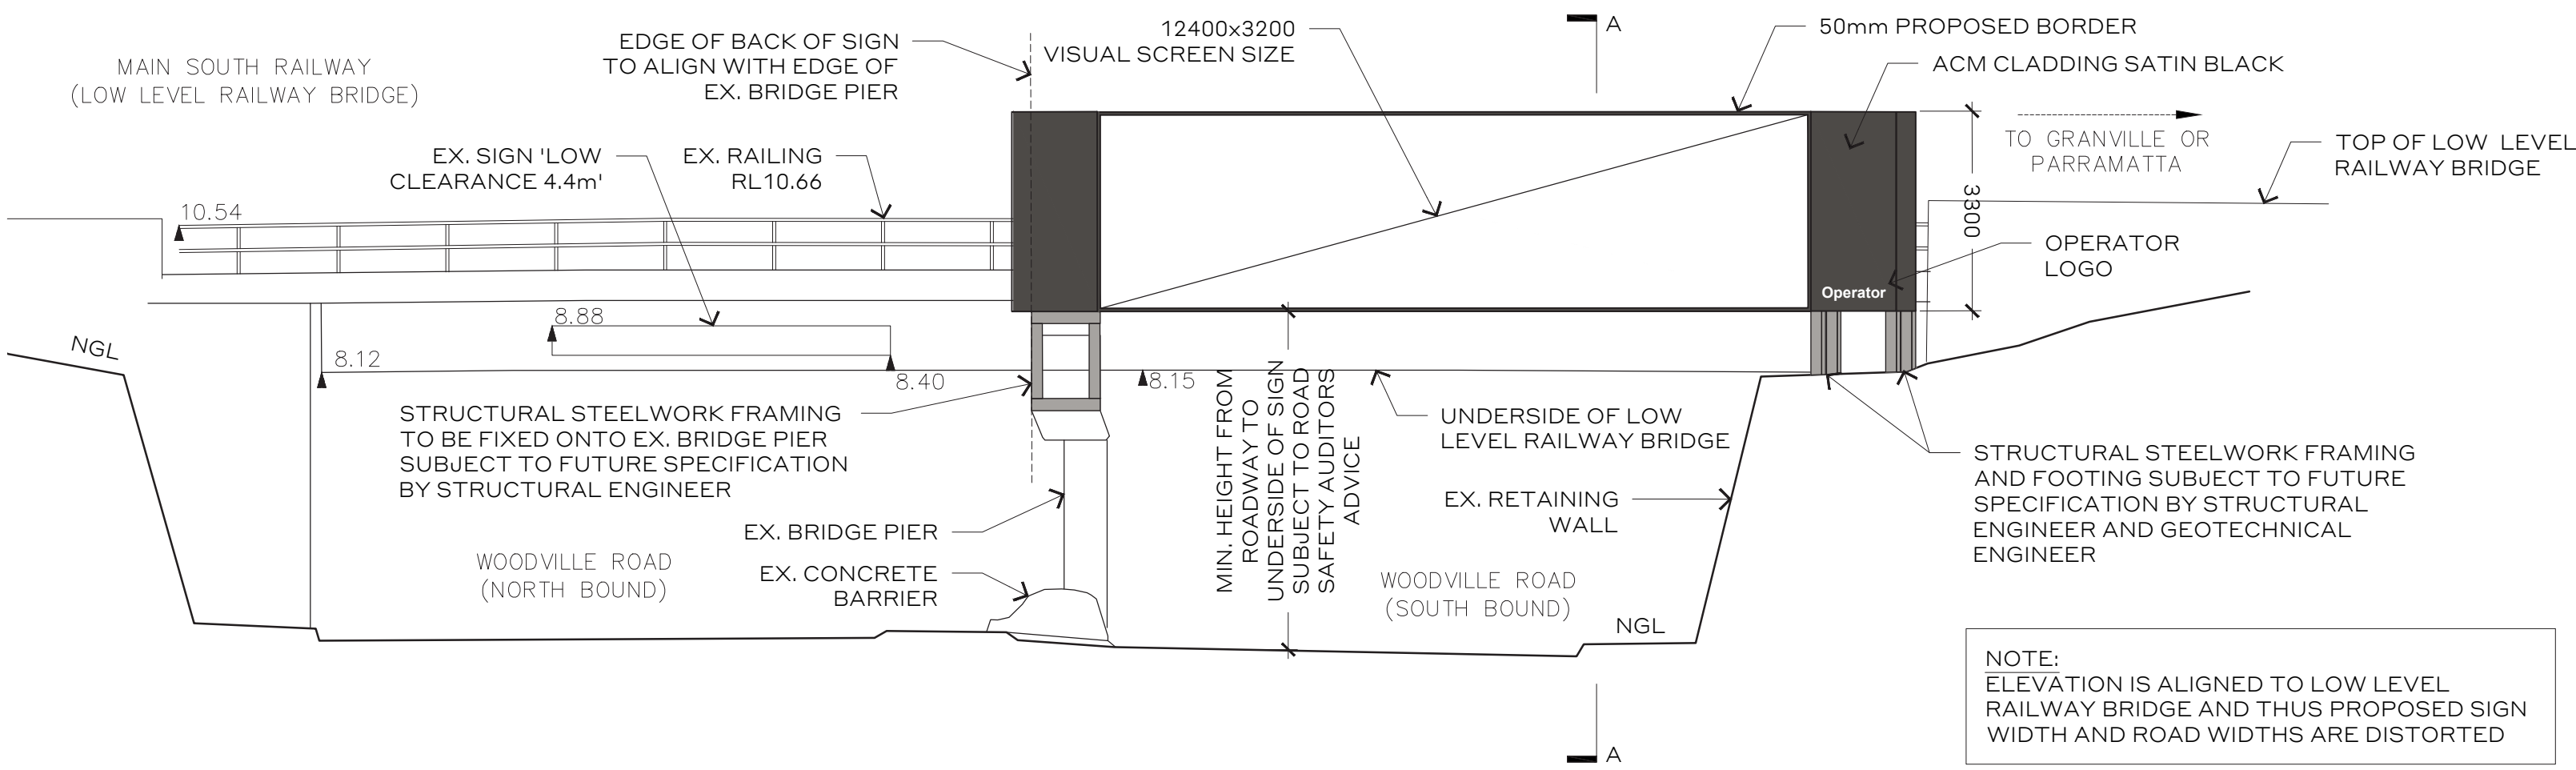 MAIN SOUTH RAILWAY
(LOW LEVEL RAILWAY BRIDGE)
EDGE OF BACK OF SIGN
TO ALIGN WITH EDGE OF
EX. BRIDGE PIER
12400x3200
VISUAL SCREEN SIZE
A
50mm PROPOSED BORDER
ACM CLADDING SATIN BLACK
TO GRANVILLE OR
PARRAMATTA
TOP OF LOW LEVEL
RAILWAY BRIDGE
EX. SIGN 'LOW
CLEARANCE 4.4m'
EX. RAILING
RL10.66
10.54
3300
OPERATOR
LOGO
Operator
NGL
8.88
8.12
8.40
8.15
STRUCTURAL STEELWORK FRAMING
TO BE FIXED ONTO EX. BRIDGE PIER
SUBJECT TO FUTURE SPECIFICATION
BY STRUCTURAL ENGINEER
MIN. HEIGHT FROM
ROADWAY TO
UNDERSIDE OF SIGN
SUBJECT TO ROAD
SAFETY AUDITORS
ADVICE
UNDERSIDE OF LOW
LEVEL RAILWAY BRIDGE
EX. RETAINING
WALL
STRUCTURAL STEELWORK FRAMING
AND FOOTING SUBJECT TO FUTURE
SPECIFICATION BY STRUCTURAL
ENGINEER AND GEOTECHNICAL
ENGINEER
EX. BRIDGE PIER
WOODVILLE ROAD
(NORTH BOUND)
EX. CONCRETE
BARRIER
WOODVILLE ROAD
(SOUTH BOUND)
NGL
NOTE:
ELEVATION IS ALIGNED TO LOW LEVEL
RAILWAY BRIDGE AND THUS PROPOSED SIGN
WIDTH AND ROAD WIDTHS ARE DISTORTED
A